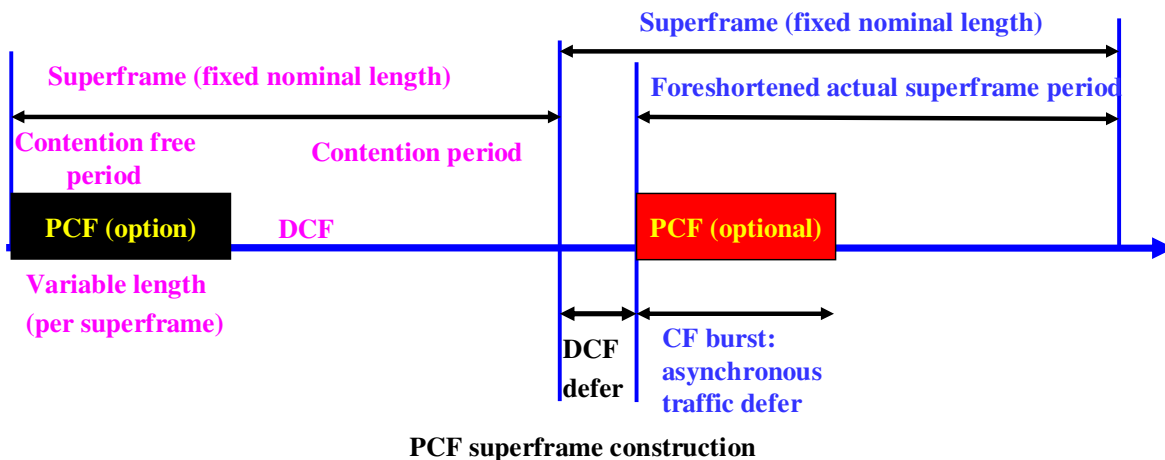 Superframe (fixed nominal length)
Superframe (fixed nominal length)
Foreshortened actual superframe period
Contention free
period
Contention period
PCF (option)
DCF
PCF (optional)
Variable length
(per superframe)
DCF
defer
CF burst:
asynchronous
traffic defer
PCF superframe construction